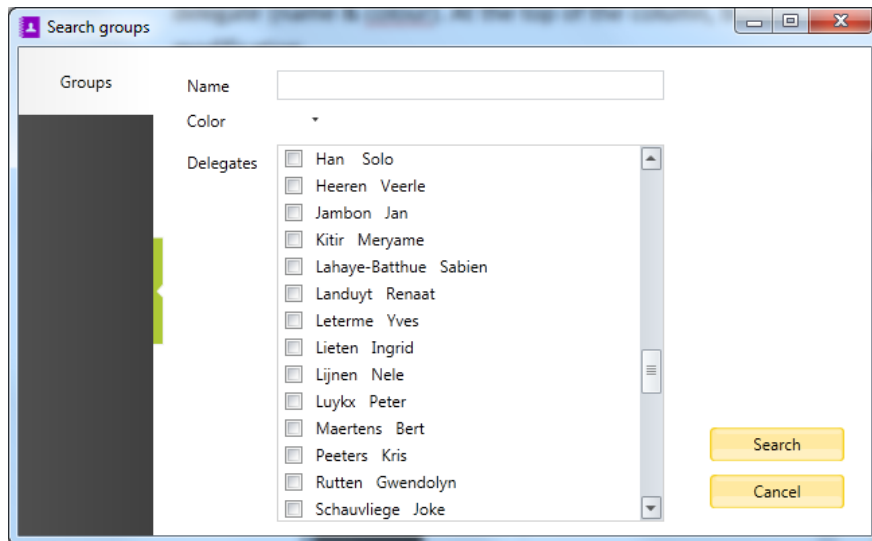 Search groups
Groups
Name
Color
Delegates
Han Solo
Heeren Veerle
Jambon Jan
Kitir Meryame
Lahaye-Batthue Sabien
Landuyt Renaat
Leterme Yves
Lieten Ingrid
Lijnen Nele
Luykx Peter
Maertens Bert
Peeters Kris
Rutten Gwendolyn
Schauvliege Joke
Search
Cancel